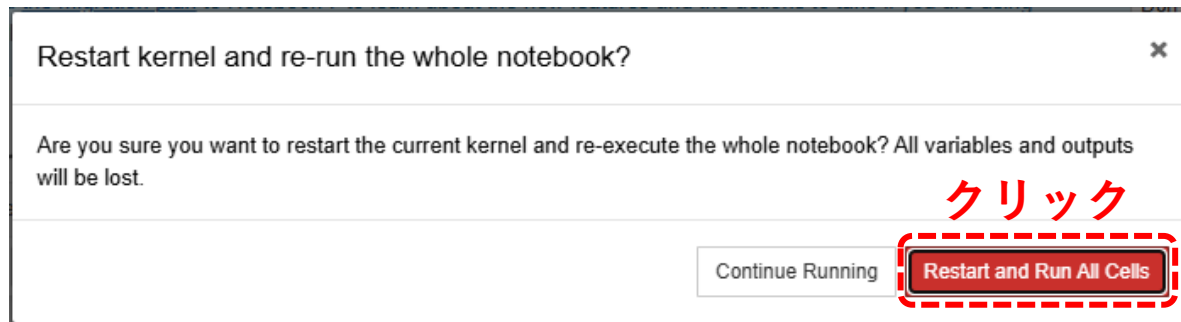 Restart kernel and re-run the whole notebook?
×
Are you sure you want to restart the current kernel and re-execute the whole notebook? All variables and outputs
will be lost.
クリック
Continue Running
Restart and Run All Cells